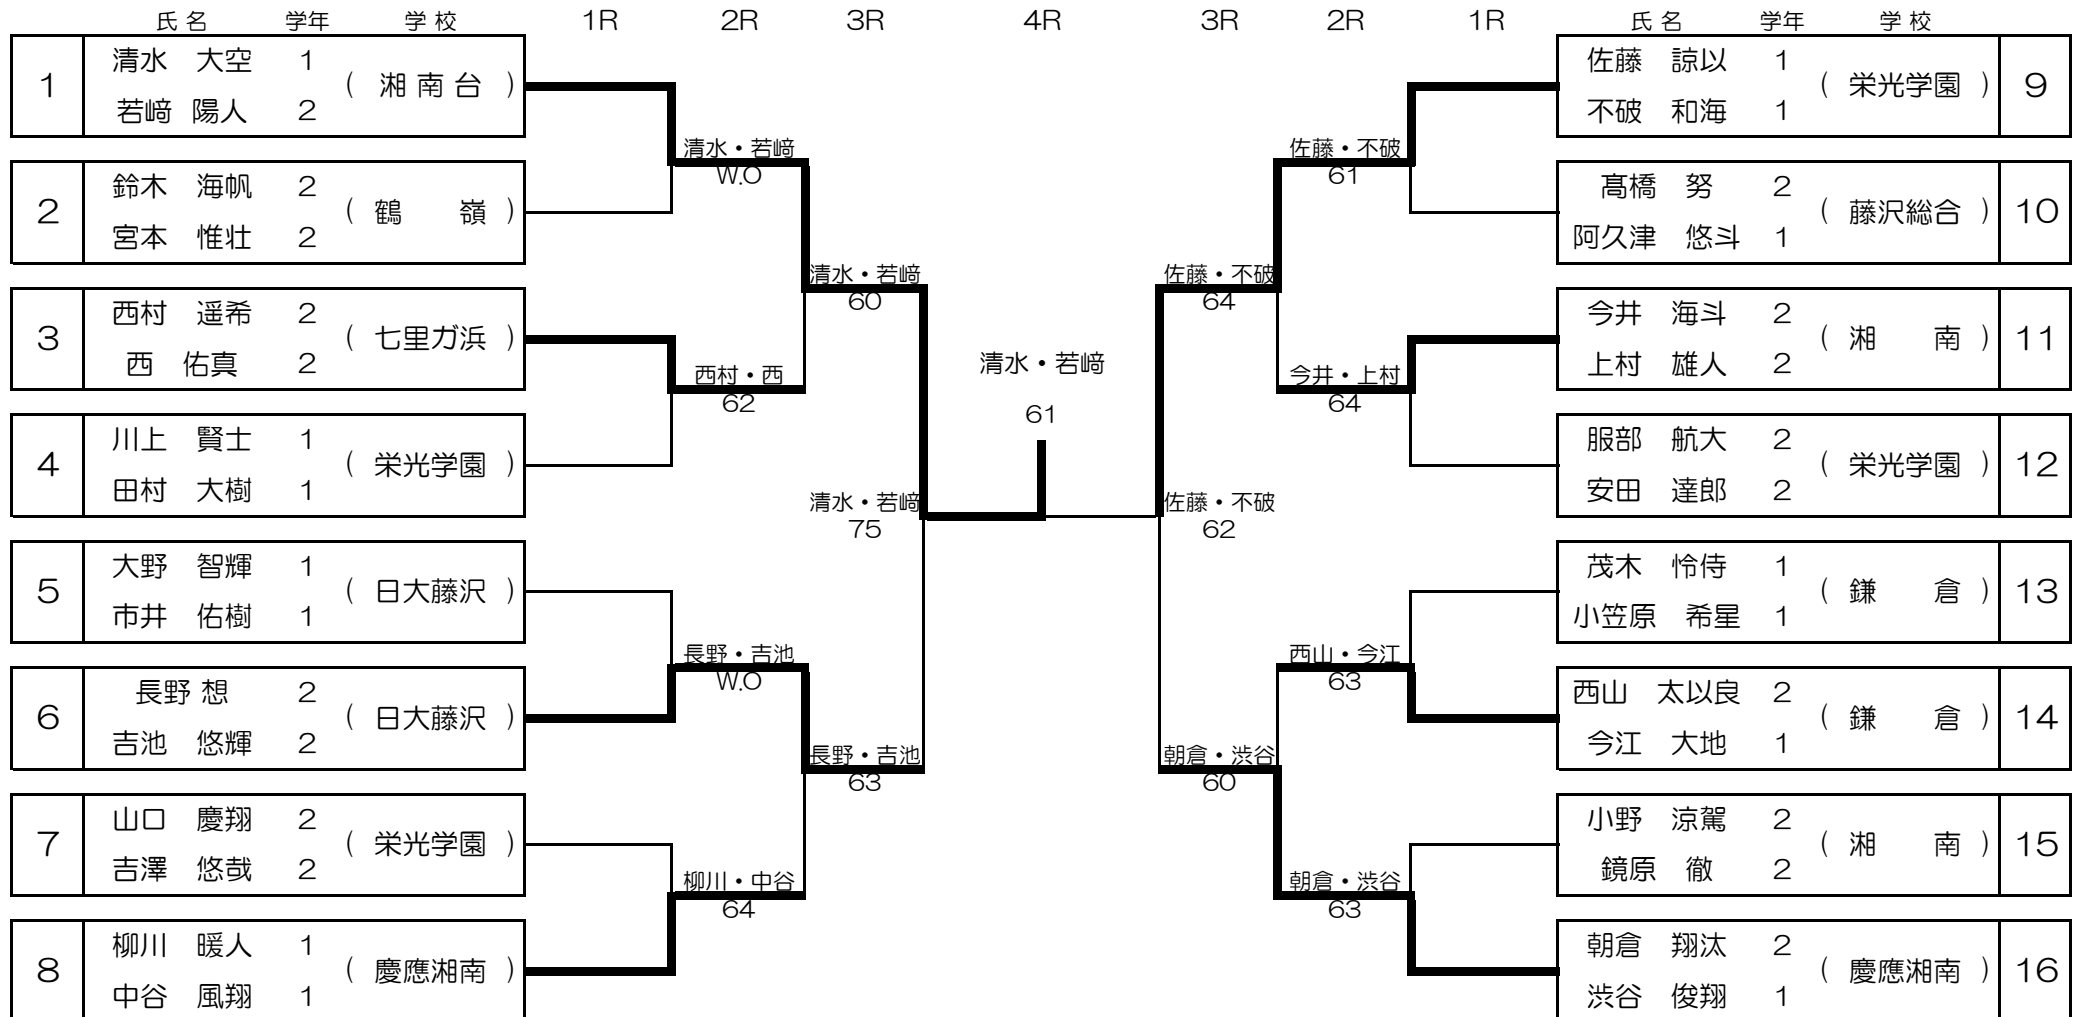 氏 名 学年 学 校 1R 2R 3R 4R 3R 2R 1R 氏 名 学年 学 校
1 清水 大空 1 ( 湘 南 台 )
若﨑 陽人 2
2 鈴木 海帆 2 ( 鶴 嶺 )
宮本 惟壮 2
3 西村 遥希 2 ( 七里ガ浜 )
西 佑真 2
4 川上 賢士 1 ( 栄光学園 )
田村 大樹 1
5 大野 智輝 1 ( 日大藤沢 )
市井 佑樹 1
6 長野 想 2 ( 日大藤沢 )
吉池 悠輝 2
7 山口 慶翔 2 ( 栄光学園 )
吉澤 悠哉 2
8 柳川 暖人 1 ( 慶應湘南 )
中谷 風翔 1
清水・若﨑
W.O
西村・西
62
長野・吉池
W.O
柳川・中谷
64
清水・若﨑
60
長野・吉池
63
清水・若﨑
75
清水・若﨑
61
佐藤・不破
62
佐藤・不破
64
朝倉・渋谷
60
佐藤・不破
61
今井・上村
64
西山・今江
63
朝倉・渋谷
63
佐藤 諒以 1 ( 栄光学園 ) 9
不破 和海 1
髙橋 努 2 ( 藤沢総合 ) 10
阿久津 悠斗 1
今井 海斗 2 ( 湘 南 ) 11
上村 雄人 2
服部 航大 2 ( 栄光学園 ) 12
安田 達郎 2
茂木 怜侍 1 ( 鎌 倉 ) 13
小笠原 希星 1
西山 太以良 2 ( 鎌 倉 ) 14
今江 大地 1
小野 涼駕 2 ( 湘 南 ) 15
鏡原 徹 2
朝倉 翔汰 2 ( 慶應湘南 ) 16
渋谷 俊翔 1